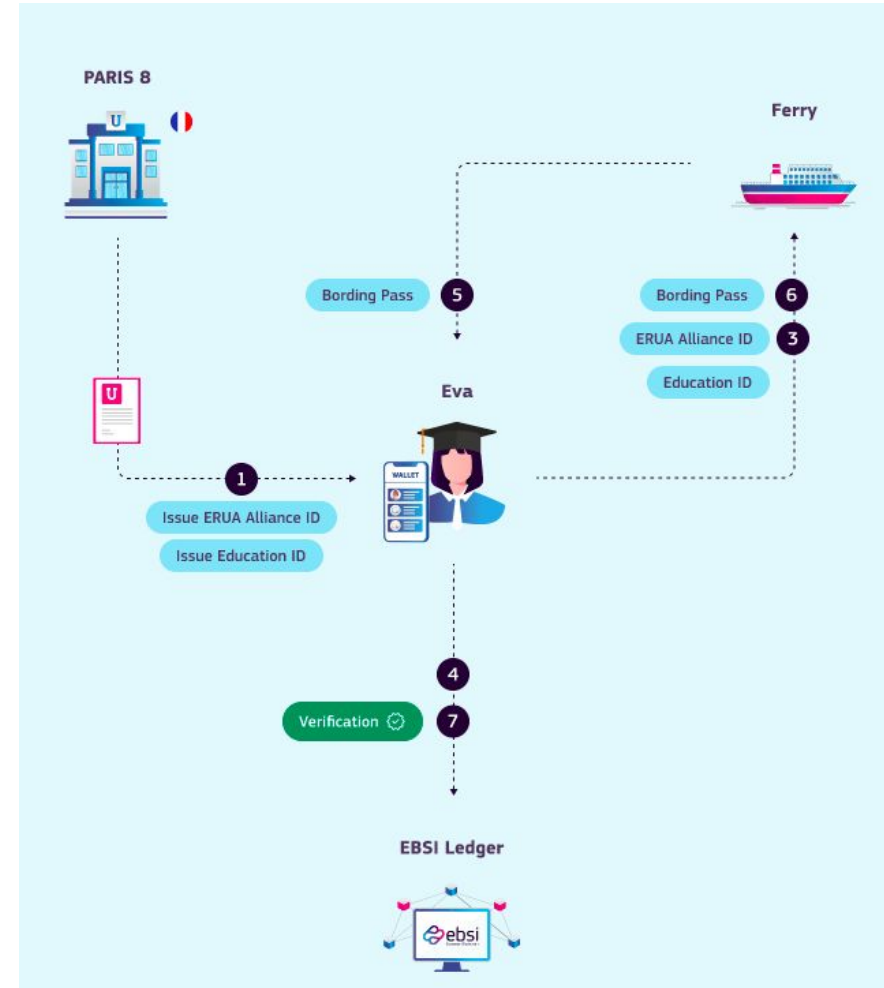 PARIS 8
U
Ferry
Bording Pass 5
Bording Pass 6
ERUA Alliance ID 3
Education ID
U
Eva
WALLET
1
Issue ERUA Alliance ID
Issue Education ID
4
Verification 7
EBSI Ledger
ebsi